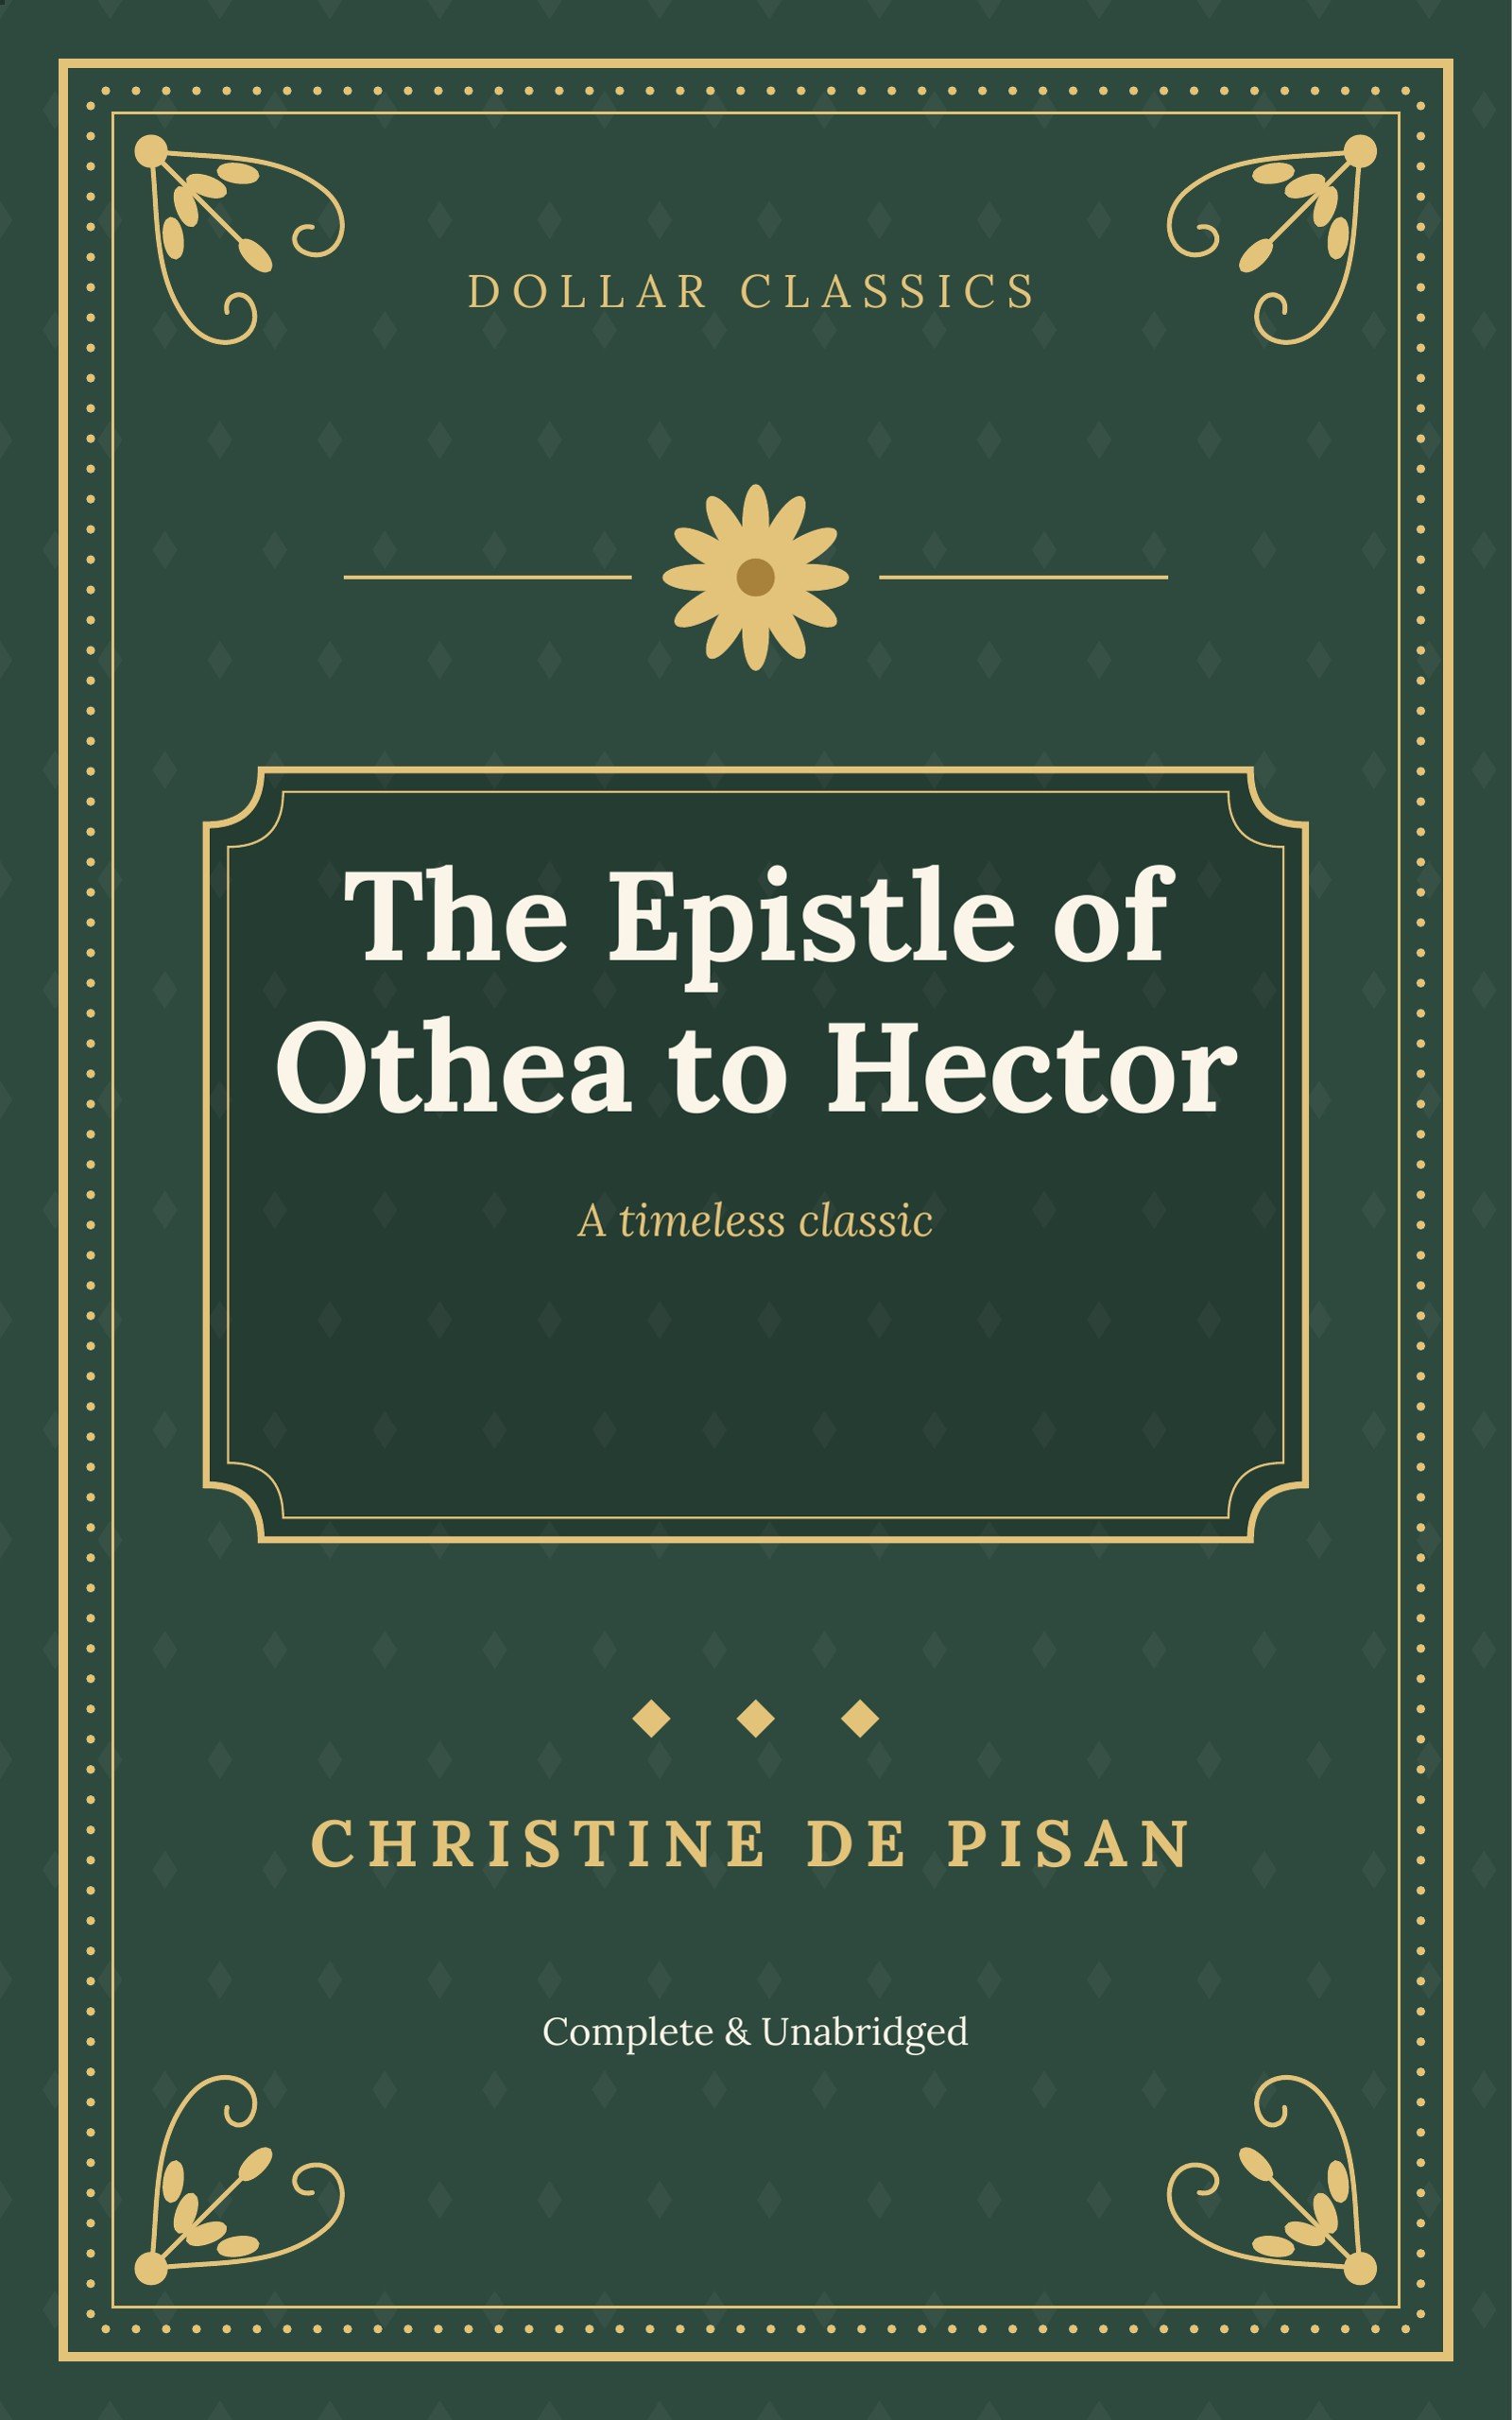 DOLLAR CLASSICS
The Epistle of
Othea to Hector
A timeless classic
CHRISTINE DE PISAN
Complete & Unabridged